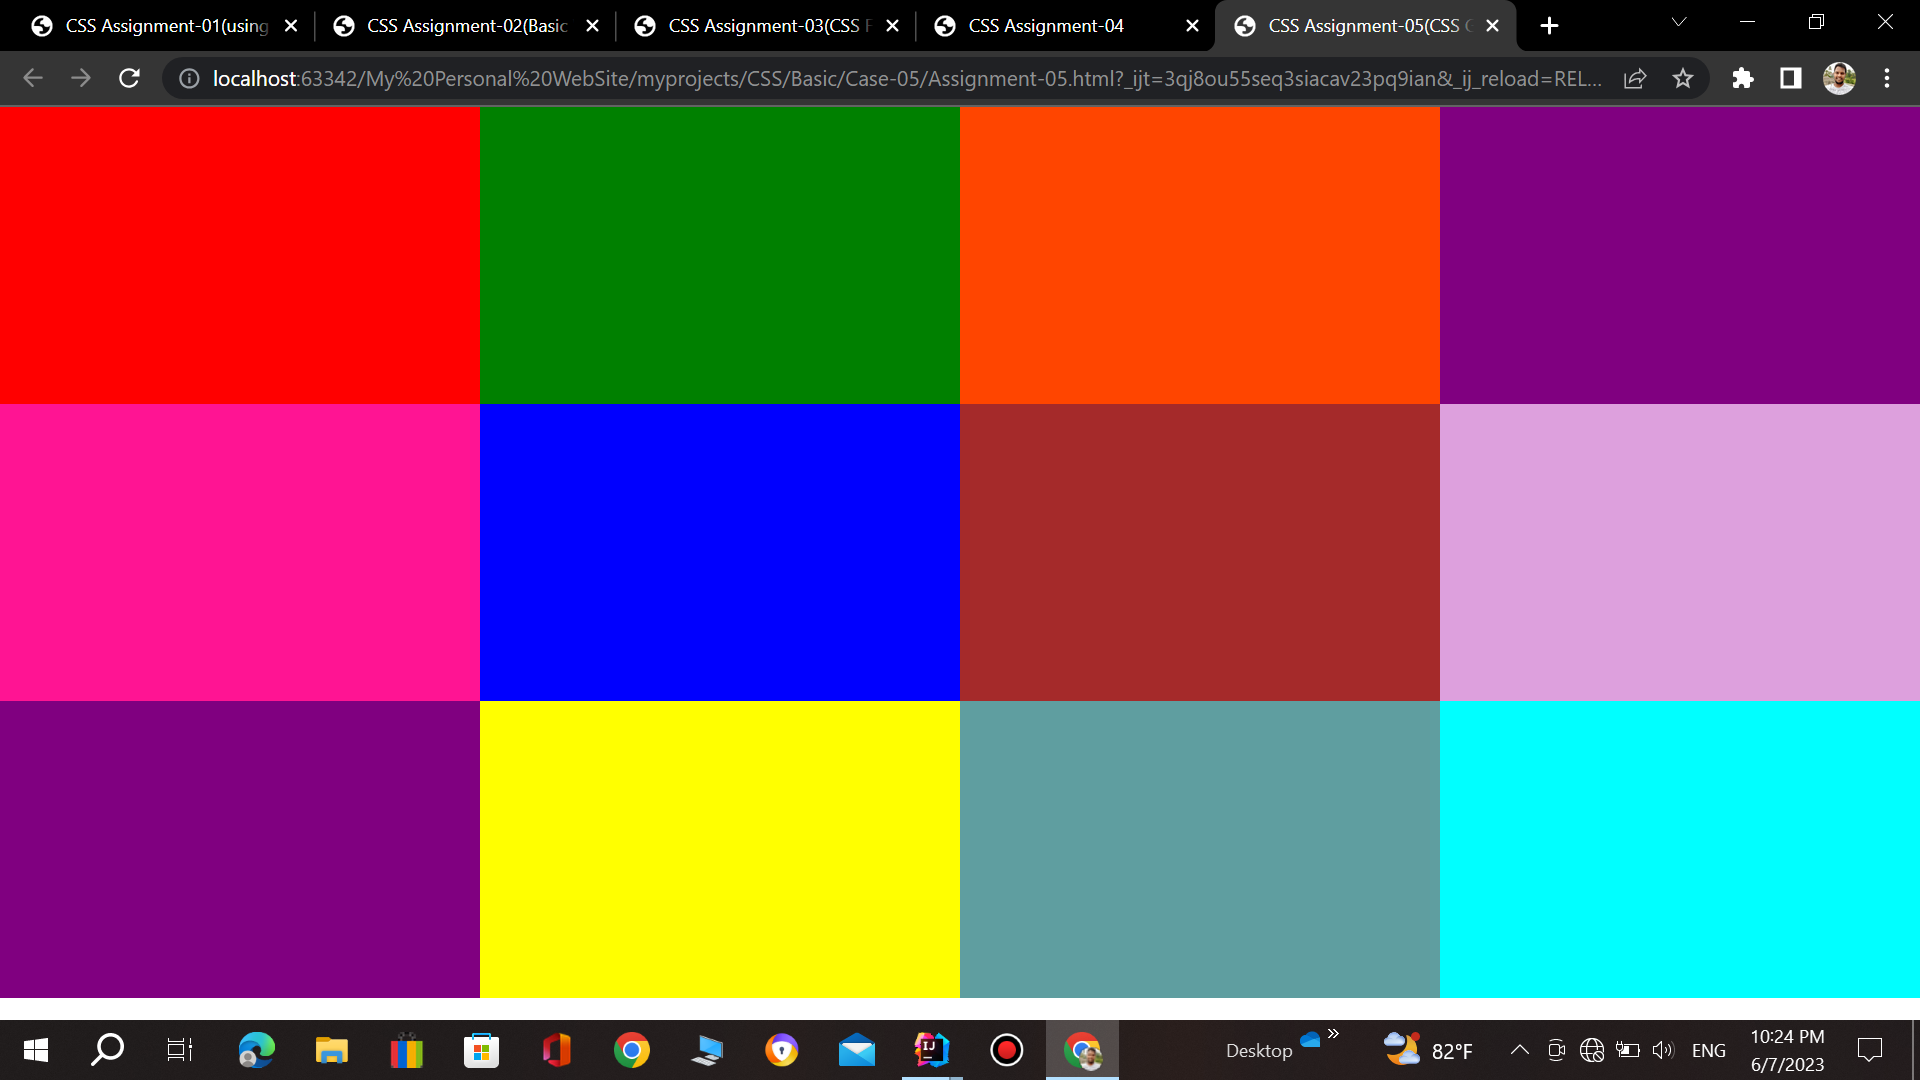 CSS Assignment-01(using
CSS Assignment-02(Basic
CSS Assignment-03(CSS
CSS Assignment-04
CSS Assignment-05(CSS
localhost:63342/My%20Personal%20WebSite/myprojects/CSS/Basic/Case-05/Assignment-05.html?_ijt=3qj8ou55seq3siacav23pq9ian&_ij_reload=REL...
Desktop
82°F
ENG
10:24 PM
6/7/2023